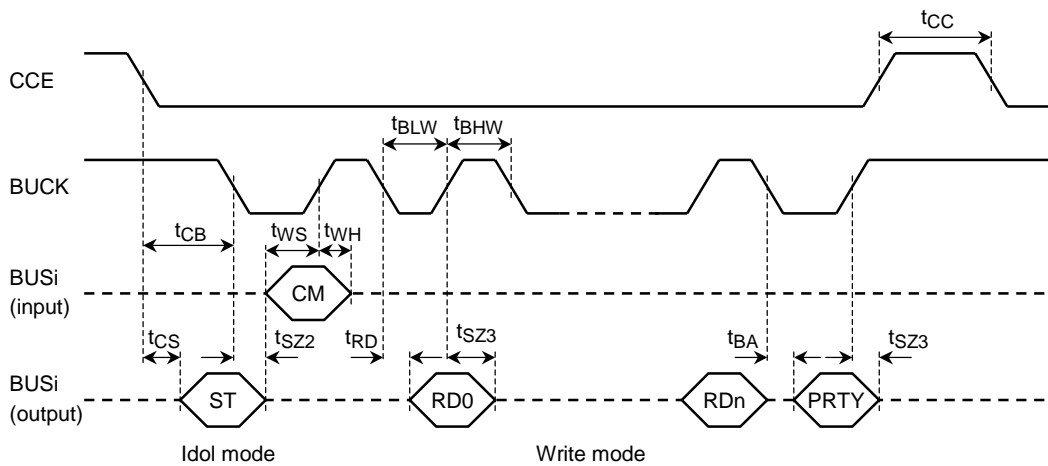 tCC
CCE
tBLW
tBHW
BUCK
tCB
tWS
tWH
BUSi
(input)
CM
tCS
tSZ2
tRD
tSZ3
tBA
tSZ3
BUSi
(output)
ST
RD0
RDn
PRTY
Idol mode
Write mode